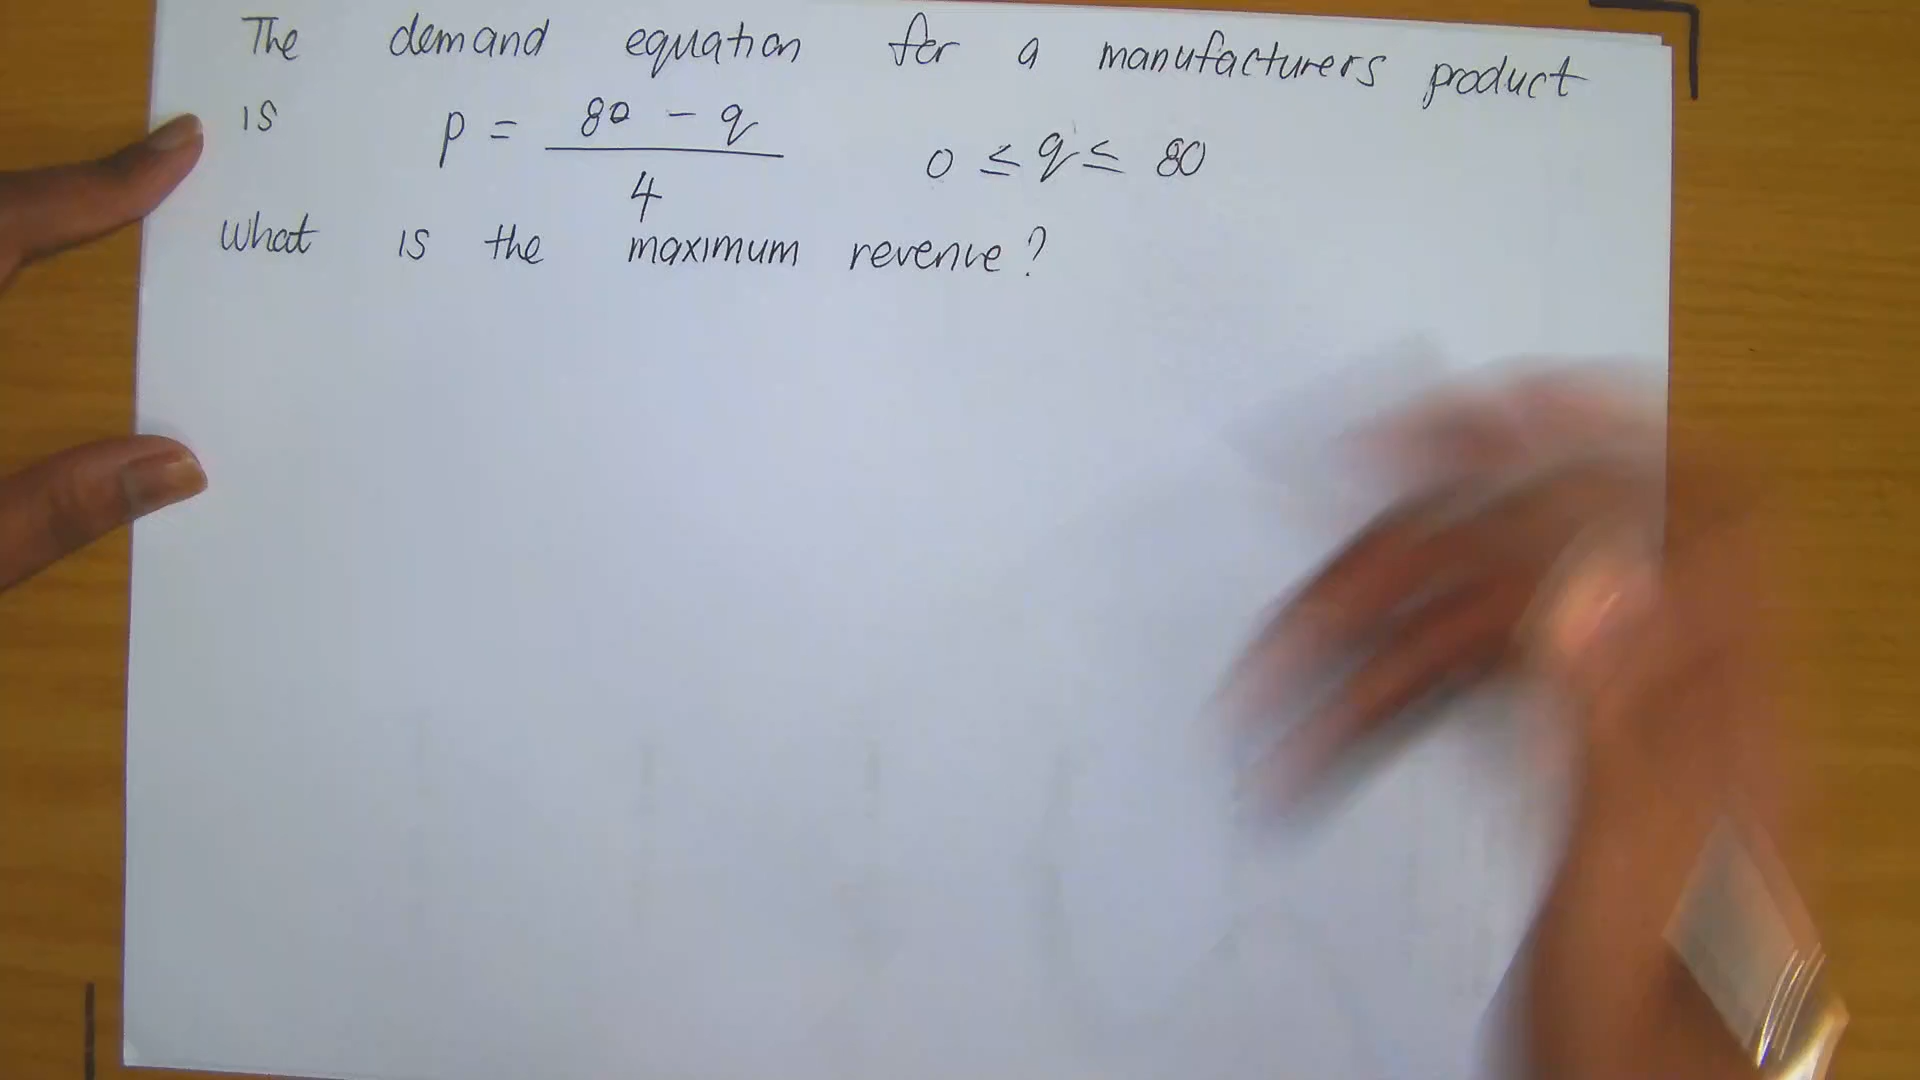 The demand equation for a manufacturers product
is p = 80 - q / 4 0 ≤ q ≤ 80
what is the maximum revenue?